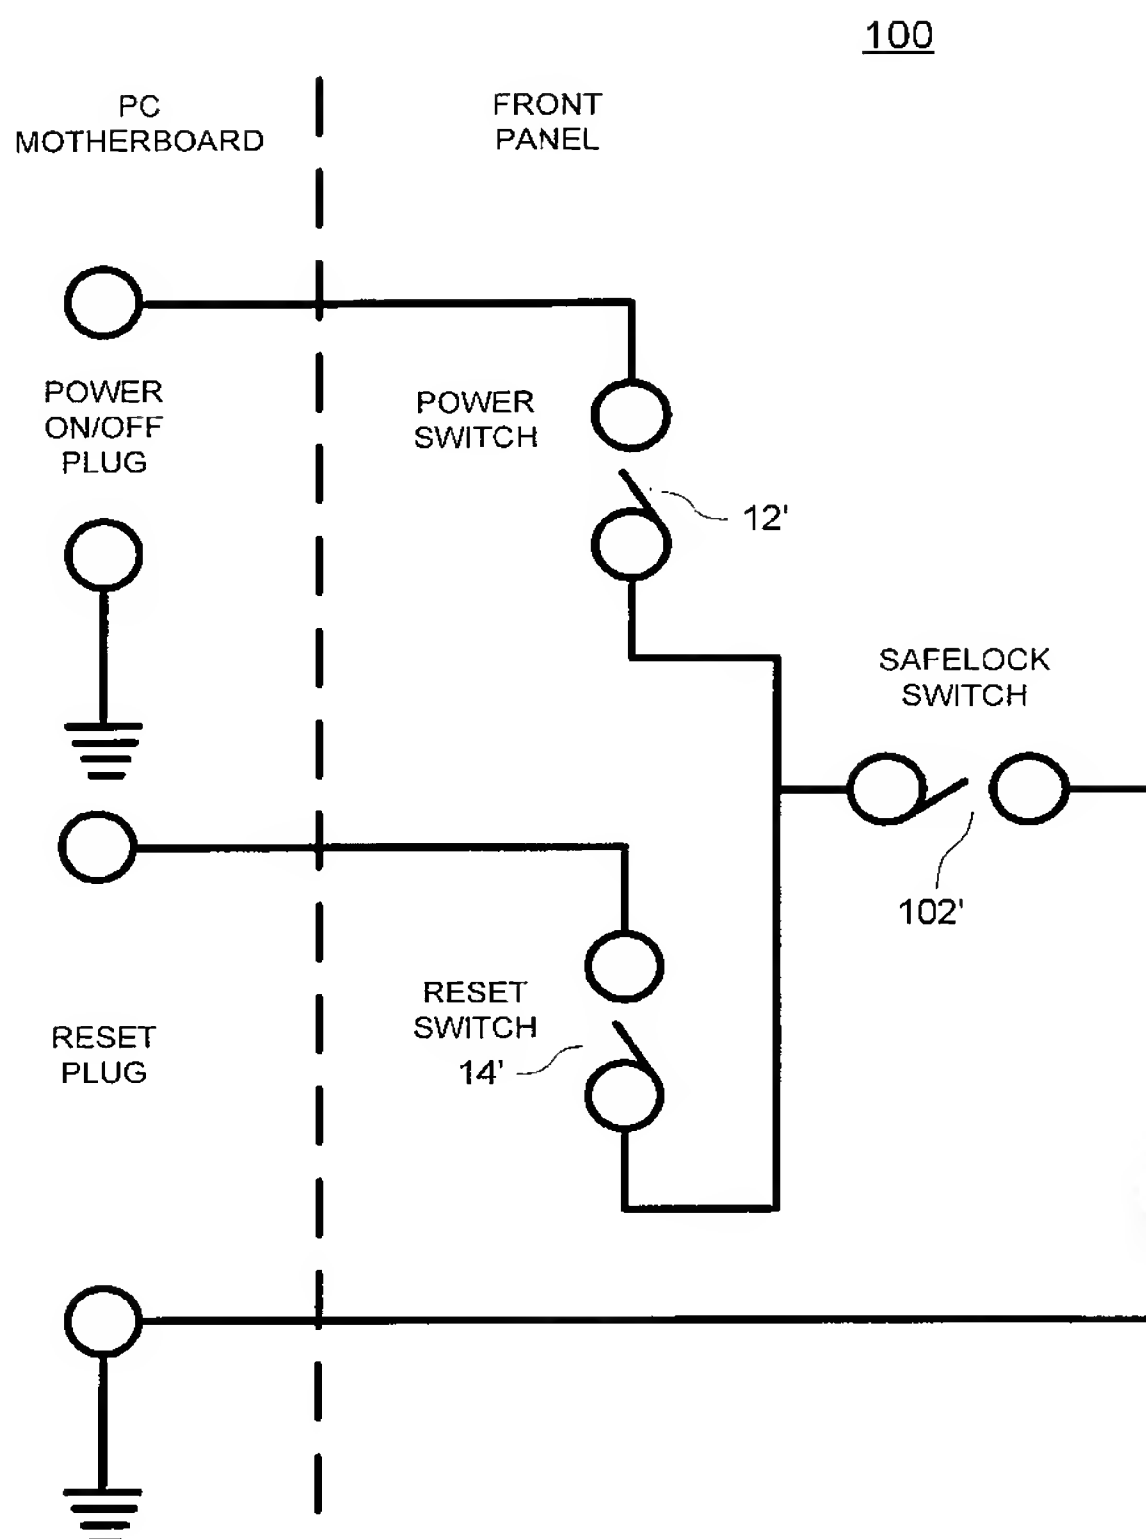 100
PC
MOTHERBOARD
FRONT
PANEL
POWER
ON/OFF
PLUG
POWER
SWITCH
12'
SAFELOCK
SWITCH
102'
RESET
SWITCH
14'
RESET
PLUG